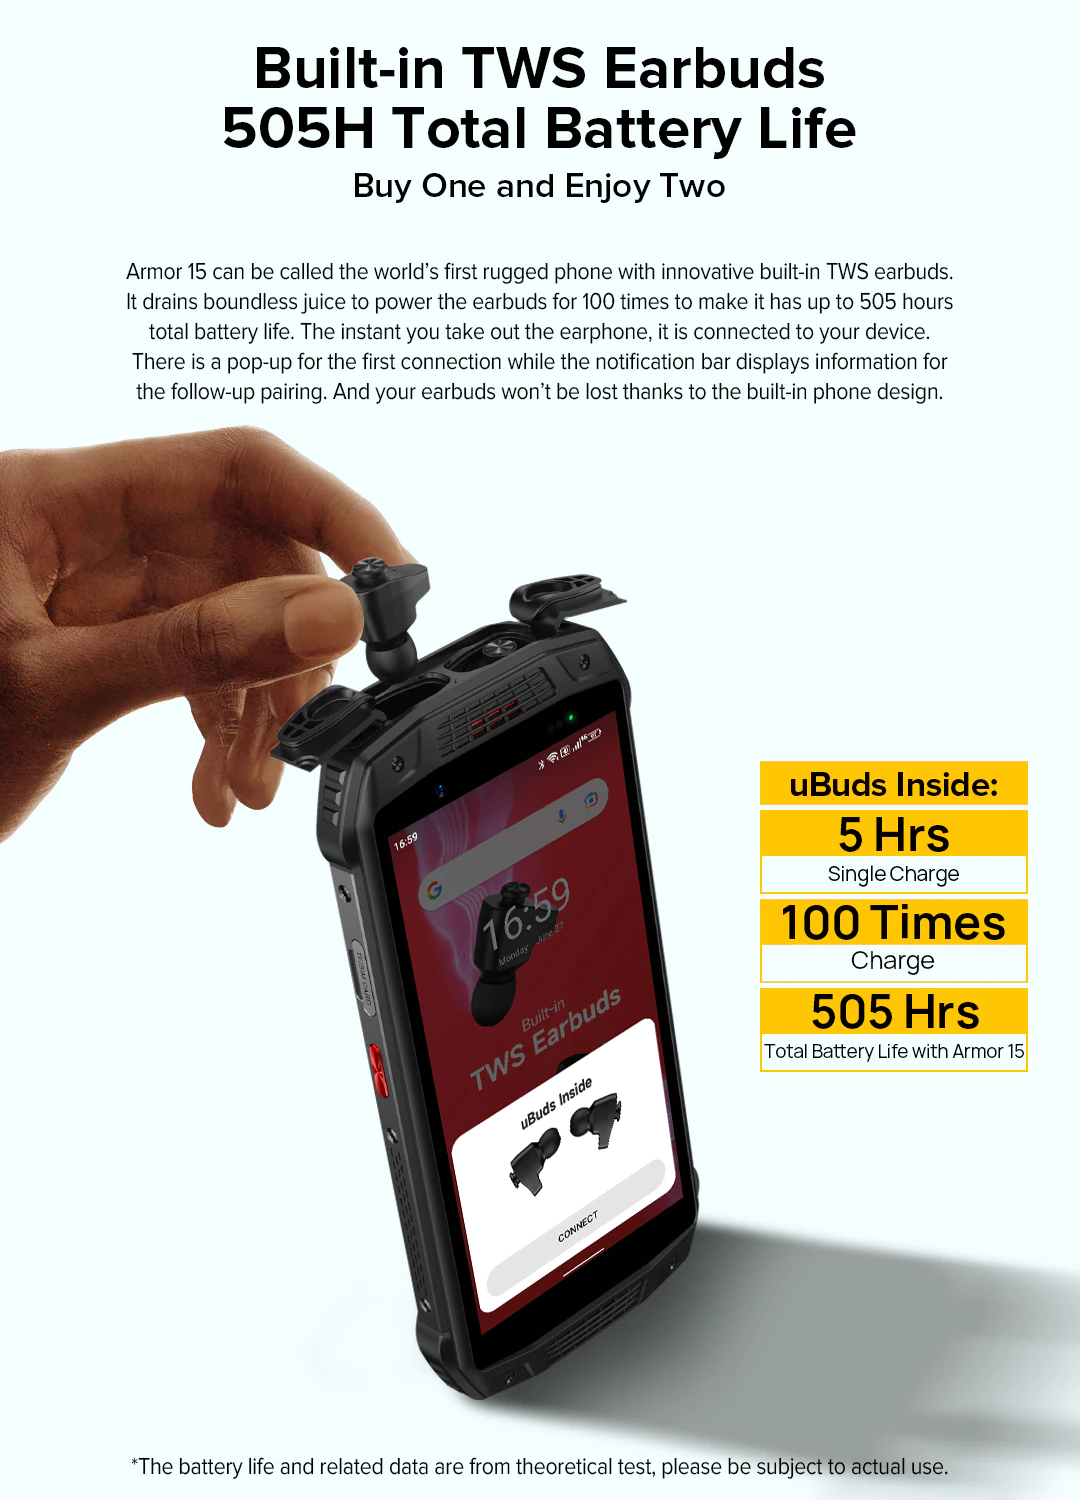 Built-in TWS Earbuds
505H Total Battery Life
Buy One and Enjoy Two
Armor 15 can be called the world's first rugged phone with innovative built-in TWS earbuds.
It drains boundless juice to power the earbuds for 100 times to make it has up to 505 hours
total battery life. The instant you take out the earphone, it is connected to your device.
There is a pop-up for the first connection while the notification bar displays information for
the follow-up pairing. And your earbuds won't be lost thanks to the built-in phone design.
16:59
G
16:59
Monday June 27
Built-in
TWS Earbuds
uBuds Inside
CONNECT
TF/SIM CARD
uBuds Inside:
5 Hrs
Single Charge
100 Times
Charge
505 Hrs
Total Battery Life with Armor 15
*The battery life and related data are from theoretical test, please be subject to actual use.